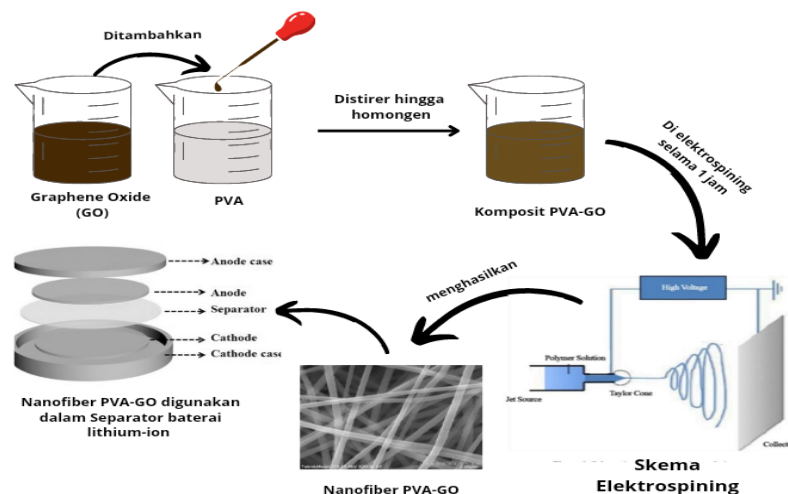 Ditambahkan
Graphene Oxide
(GO)
PVA
Distirer hingga
homongen
Komposit PVA-GO
Di elektrospining
selama 1 jam
High Voltage
Polymer Solution
Jet Source
Taylor Cone
Collect
Skema
Elektrospining
menghasilkan
Nanofiber PVA-GO
Anode case
Anode
Separator
Cathode
Cathode case
Nanofiber PVA-GO digunakan
dalam Separator baterai
lithium-ion